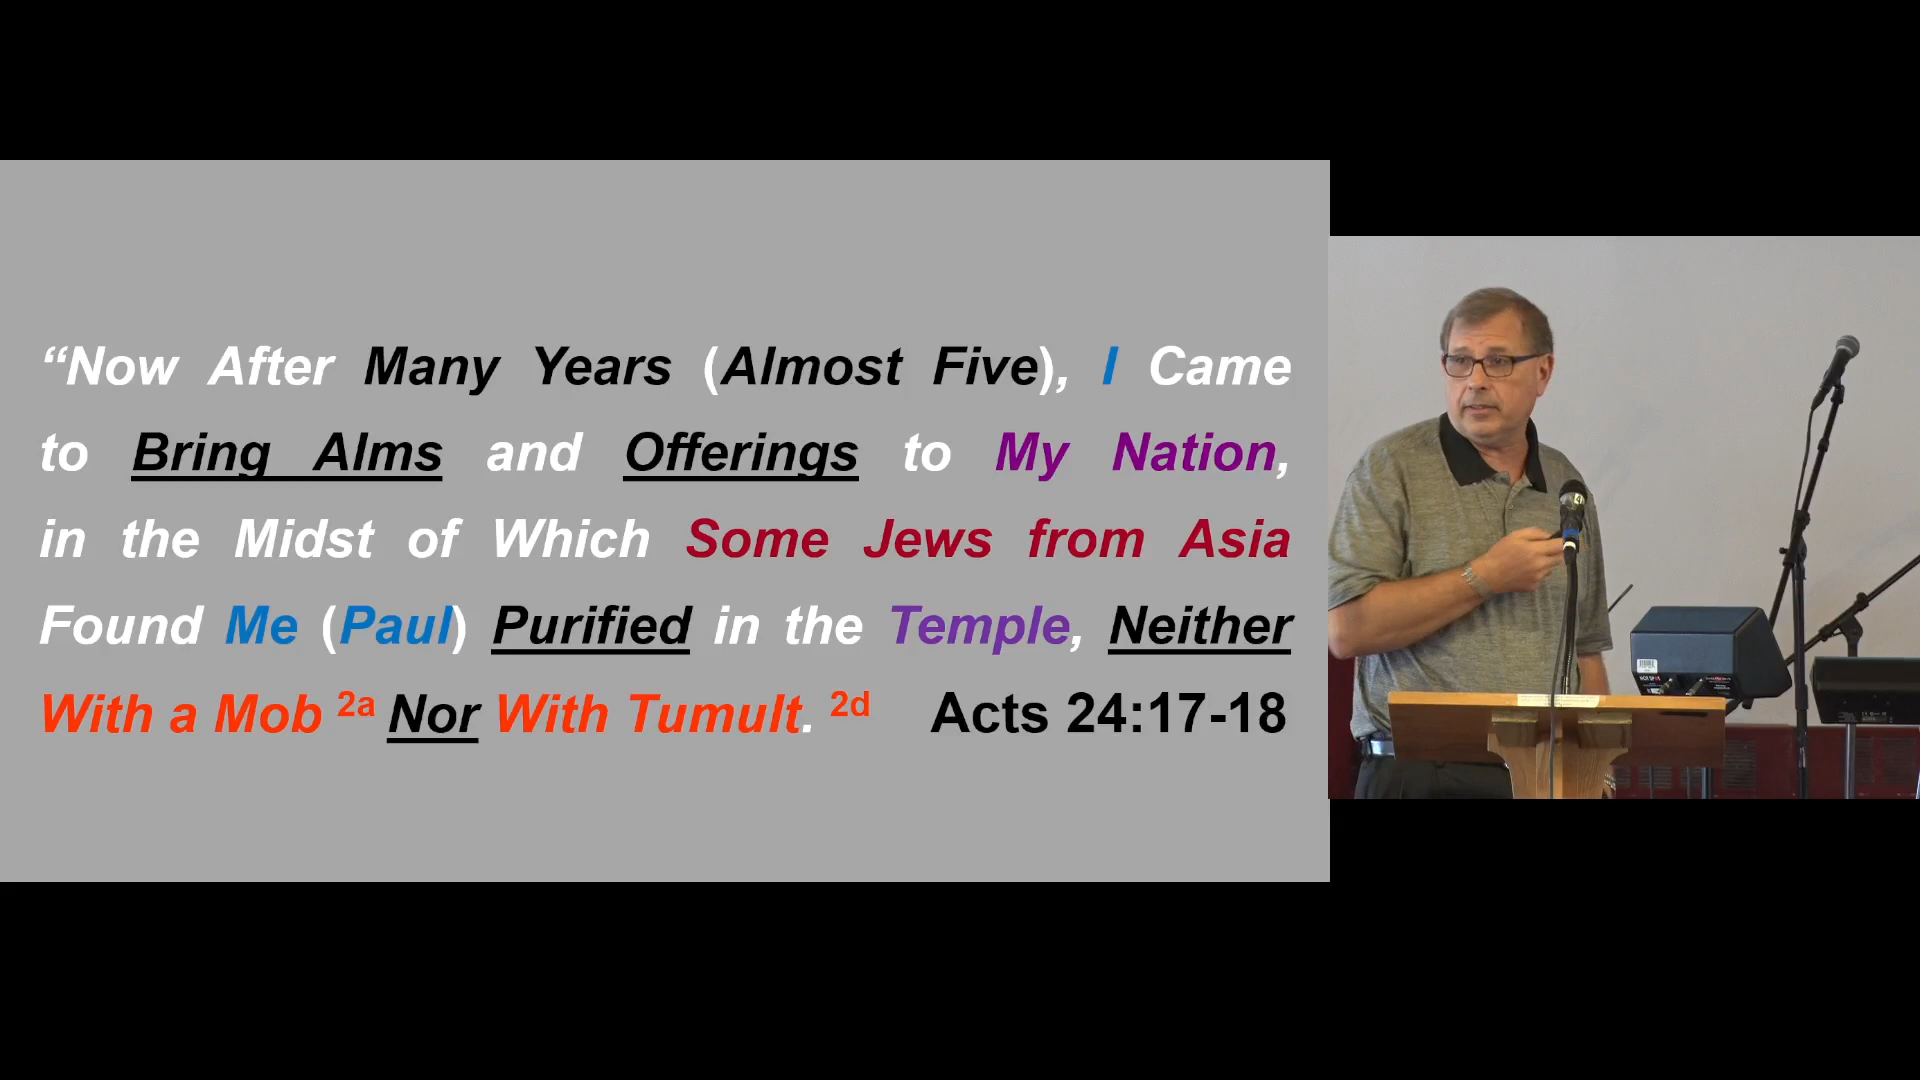 “Now After Many Years (Almost Five), I Came
to Bring Alms and Offerings to My Nation,
in the Midst of Which Some Jews from Asia
Found Me (Paul) Purified in the Temple, Neither
With a Mob 2a Nor With Tumult. 2d Acts 24:17-18
4